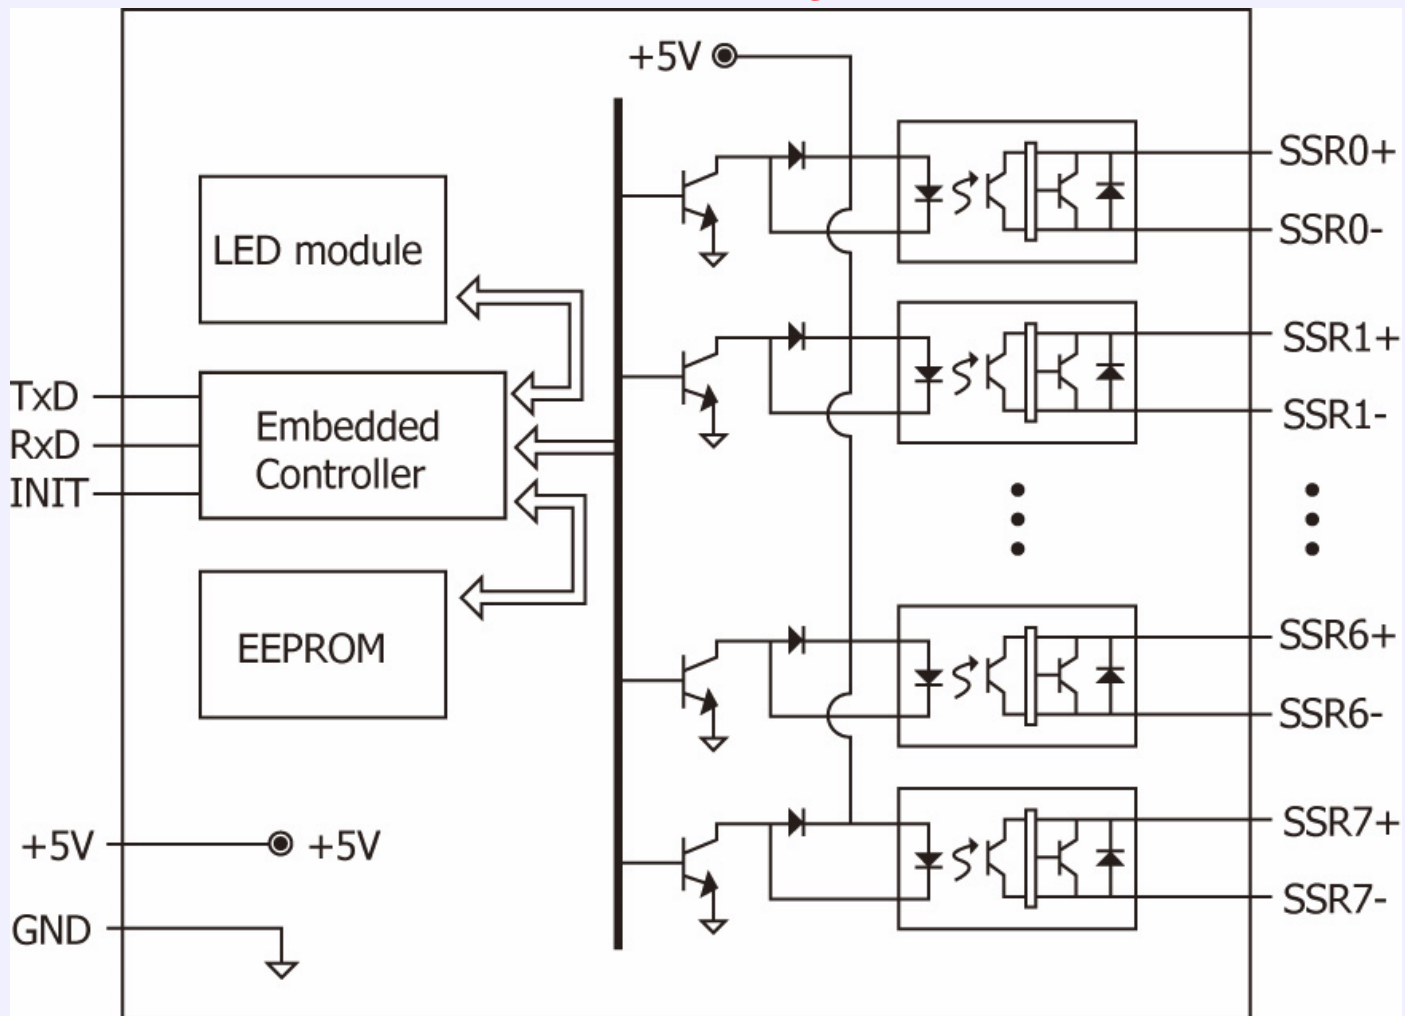 +5V
SSR0+
LED module
SSR0-
SSR1+
TxD
Embedded
Controller
SSR1-
RxD
INIT
EEPROM
SSR6+
SSR6-
+5V
+5V
SSR7+
GND
SSR7-